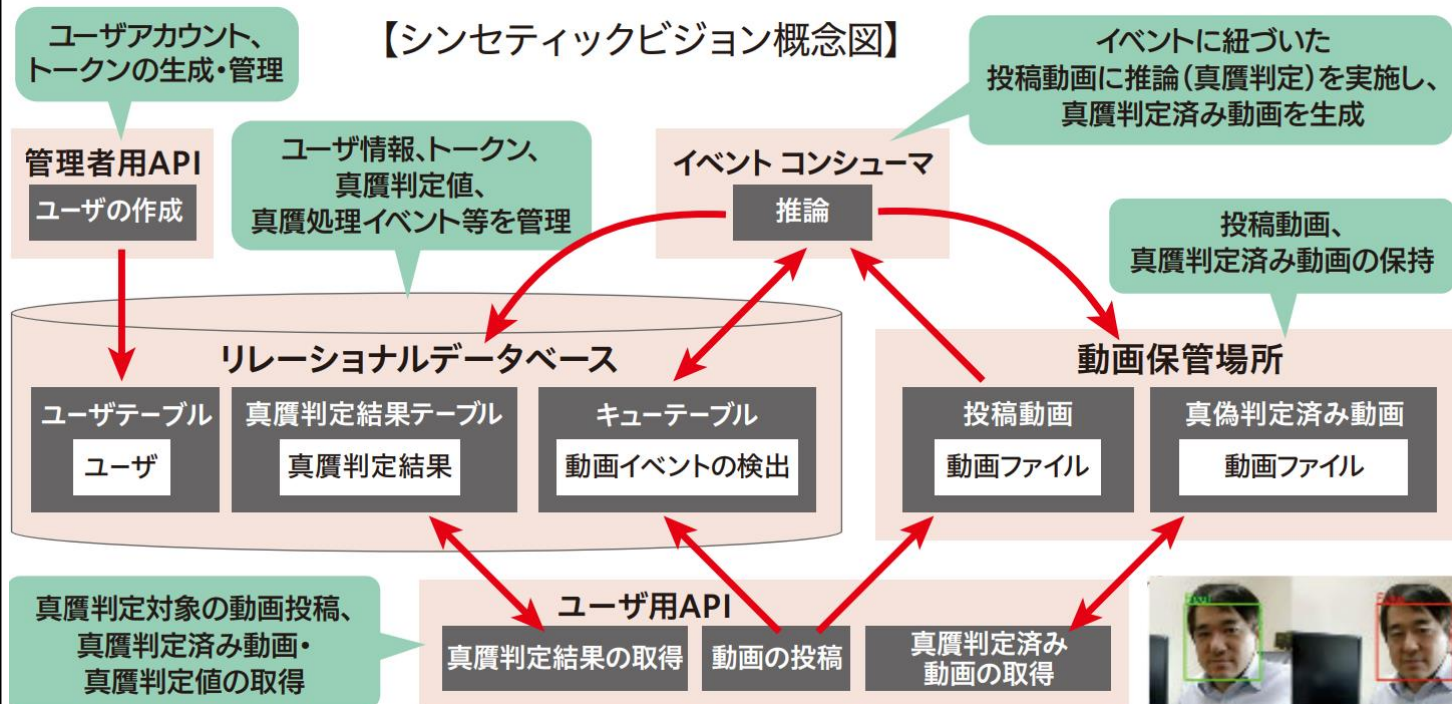 【シンセティックビジョン概念図】
ユーザアカウント、
トークンの生成・管理
イベントに紐づいた
投稿動画に推論(真贋判定)を実施し、
真贋判定済み動画を生成
管理者用API
ユーザの作成
ユーザ情報、トークン、
真贋判定値、
真贋処理イベント等を管理
イベント コンシューマ
推論
投稿動画、
真贋判定済み動画の保持
リレーショナルデータベース
ユーザテーブル
ユーザ
真贋判定結果テーブル
真贋判定結果
キューテーブル
動画イベントの検出
動画保管場所
投稿動画
動画ファイル
真偽判定済み動画
動画ファイル
真贋判定対象の動画投稿、
真贋判定済み動画・
真贋判定値の取得
ユーザ用API
真贋判定結果の取得
動画の投稿
真贋判定済み
動画の取得